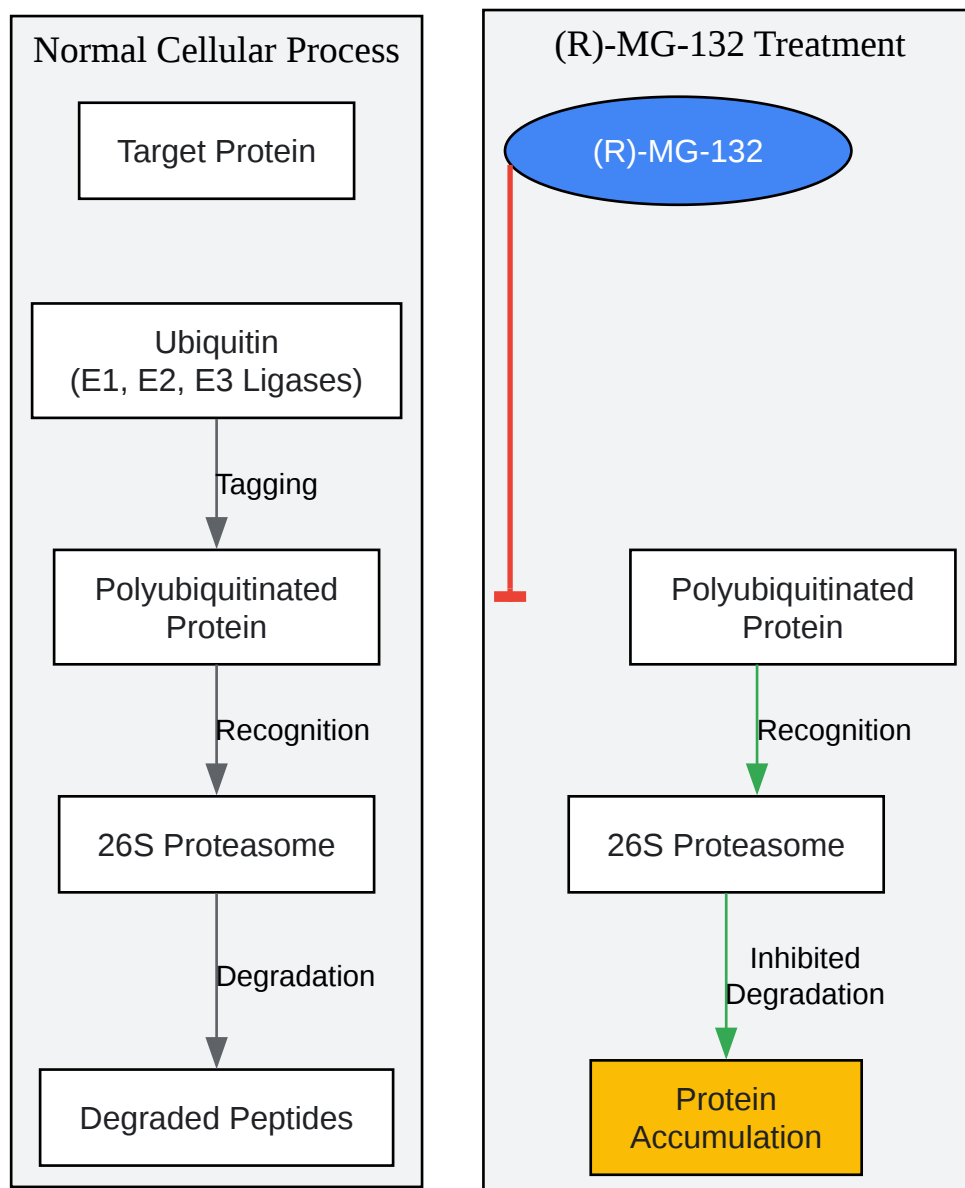 Normal Cellular Process
Target Protein
Ubiquitin
(E1, E2, E3 Ligases)
Tagging
Polyubiquitinated
Protein
Recognition
26S Proteasome
Degradation
Degraded Peptides
(R)-MG-132 Treatment
(R)-MG-132
Polyubiquitinated
Protein
Recognition
26S Proteasome
Inhibited
Degradation
Protein
Accumulation